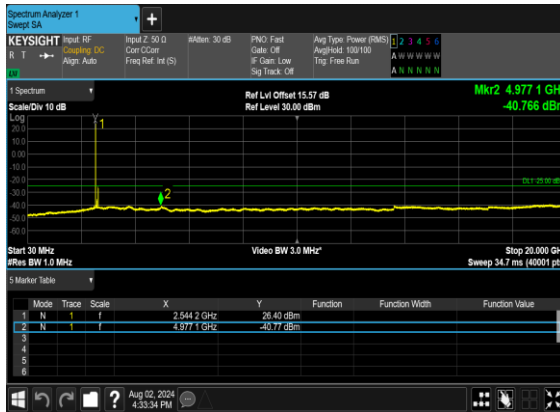 Spectrum Analyzer 1
Swept SA
+
KEYSIGHT Input: RF Input Z: 50 Ω #Atten: 30 dB PNO: Fast Avg Type: Power (RMS) 1 2 3 4 5 6
R T Coupling: DC Corr CCorr Gate: Off Avg|Hold: 100/100 A W W W W W
Align: Auto Freq Ref: Int (S) IF Gain: Low Trig: Free Run
Sig Track: Off A N N N N N
1 Spectrum
Ref Lvl Offset 15.57 dB Mkr2 4.977 1 GH
Scale/Div 10 dB Ref Level 30.00 dBm -40.766 dBr
Log
20.0
10.0
0.00
-10.0
-20.0
-30.0
-40.0
-50.0
-60.0
1
2
DL1 -25.00 dB
Start 30 MHz Video BW 3.0 MHz* Stop 20.000 GH
#Res BW 1.0 MHz Sweep 34.7 ms (40001 pt
5 Marker Table
Mode Trace Scale X Y Function Function Width Function Value
1 N 1 f 2.544 2 GHz 26.40 dBm
2 N 1 f 4.977 1 GHz -40.77 dBm
3
4
5
6
?
Aug 02, 2024
4:33:34 PM